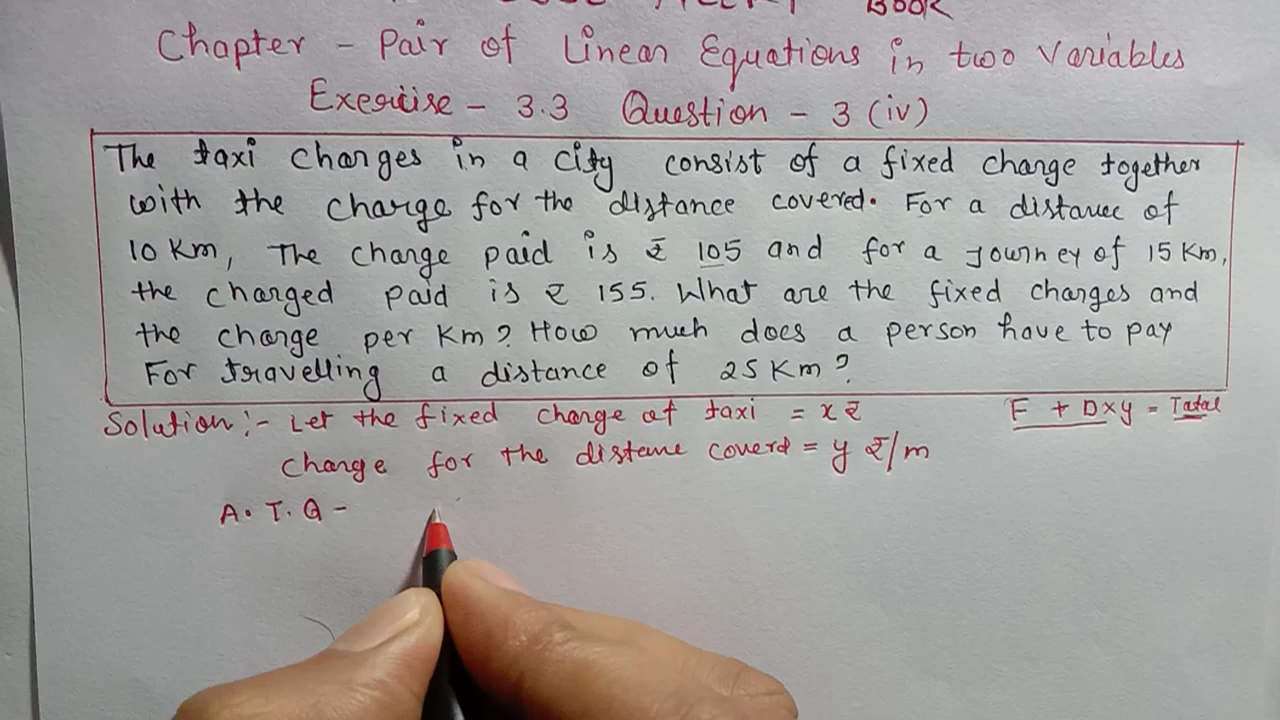 Book
Chapter - Pair of Linear Equations in two Variables
Exercise - 3.3 Question - 3 (iv)
The taxi charges in a city consist of a fixed charge together
with the charge for the distance covered. For a distance of
10 Km, The charge paid is ₹ 105 and for a Journey of 15 Km,
the charged paid is ₹ 155. What are the fixed charges and
the charge per Km? How much does a person have to pay
For travelling a distance of 25 Km?
Solution :- Let the fixed charge of taxi = x ₹
F + D×y = Total
Charge for the distance coverd = y ₹/m
A. T. Q -